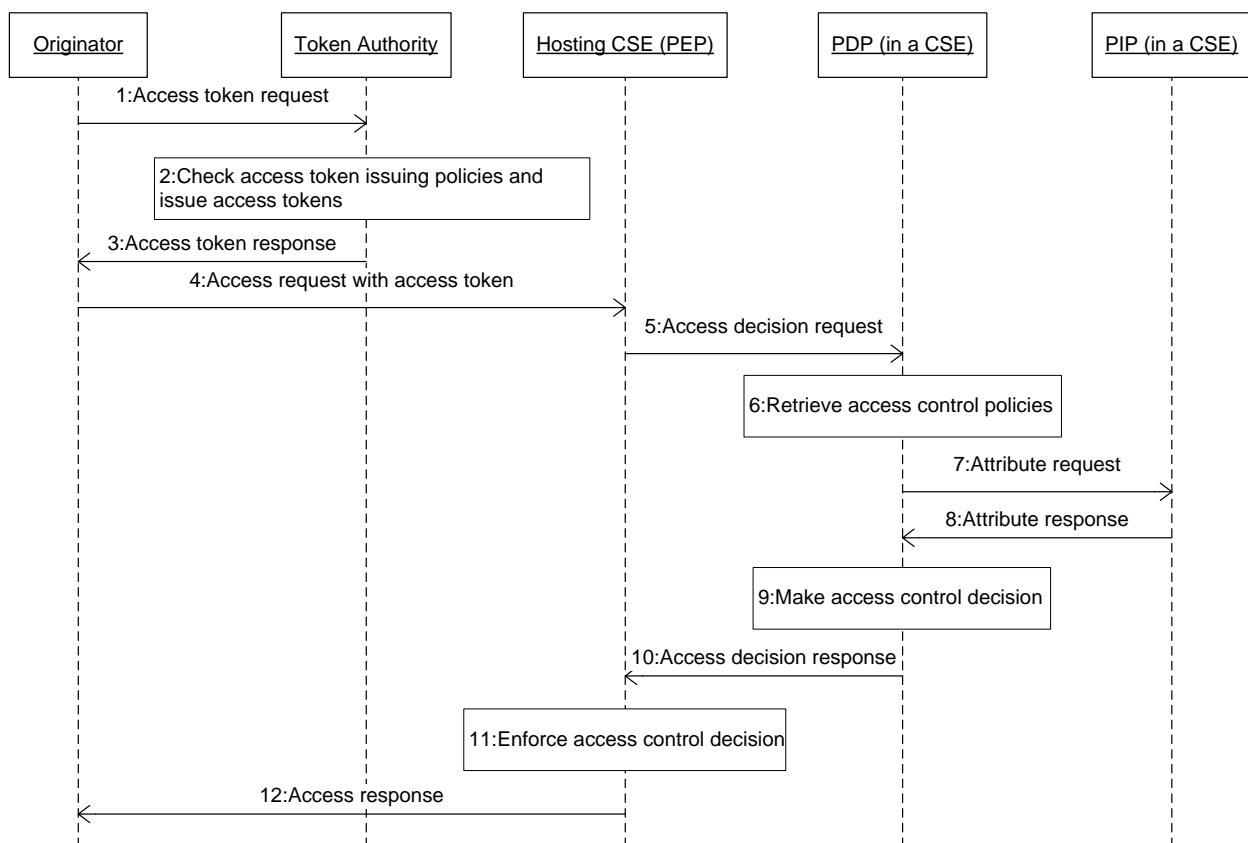 Originator
Token Authority
Hosting CSE (PEP)
PDP (in a CSE)
PIP (in a CSE)
1:Access token request
2:Check access token issuing policies and
issue access tokens
3:Access token response
4:Access request with access token
5:Access decision request
6:Retrieve access control policies
7:Attribute request
8:Attribute response
9:Make access control decision
10:Access decision response
11:Enforce access control decision
12:Access response